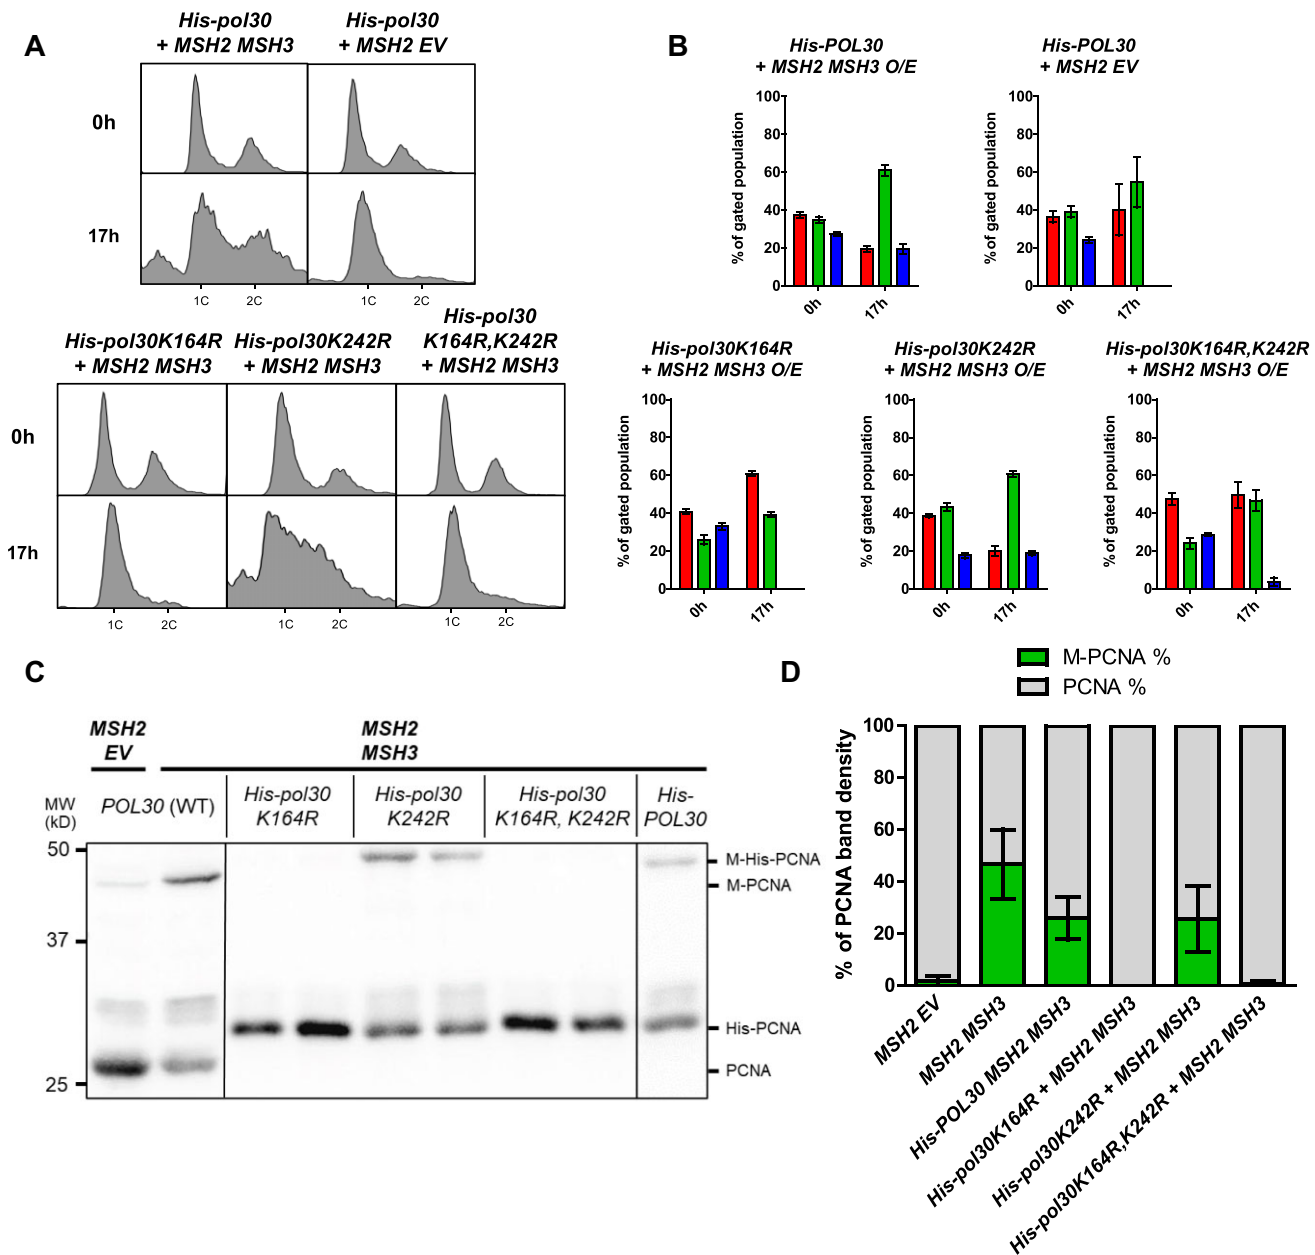 A
His-pol30
+ MSH2 MSH3
His-pol30
+ MSH2 EV
0h
17h
1C
2C
1C
2C
His-pol30K164R
+ MSH2 MSH3
His-pol30K242R
+ MSH2 MSH3
His-pol30
K164R,K242R
+ MSH2 MSH3
0h
17h
1C
2C
1C
2C
1C
2C
B
His-POL30
+ MSH2 MSH3 O/E
% of gated population
100
80
60
40
20
0
0h
17h
His-POL30
+ MSH2 EV
% of gated population
100
80
60
40
20
0
0h
17h
His-pol30K164R
+ MSH2 MSH3 O/E
% of gated population
100
80
60
40
20
0
0h
17h
His-pol30K242R
+ MSH2 MSH3 O/E
% of gated population
100
80
60
40
20
0
0h
17h
His-pol30K164R,K242R
+ MSH2 MSH3 O/E
% of gated population
100
80
60
40
20
0
0h
17h
C
MSH2
EV
MSH2
MSH3
MW
(kD)
POL30 (WT)
His-pol30
K164R
His-pol30
K242R
His-pol30
K164R, K242R
His-
POL30
50
37
25
M-His-PCNA
M-PCNA
His-PCNA
PCNA
D
M-PCNA %
PCNA %
% of PCNA band density
100
80
60
40
20
0
MSH2 EV
MSH2 MSH3
His-POL30 MSH2 MSH3
His-pol30K164R + MSH2 MSH3
His-pol30K242R + MSH2 MSH3
His-pol30K164R,K242R + MSH2 MSH3